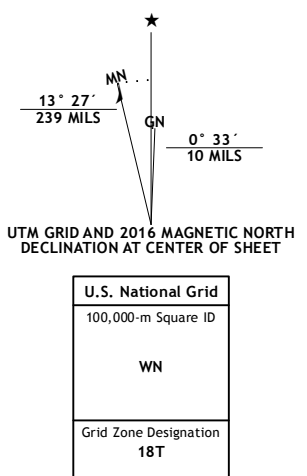 ★
MN
13° 27´
239 MILS
GN
0° 33´
10 MILS
UTM GRID AND 2016 MAGNETIC NORTH
DECLINATION AT CENTER OF SHEET
U.S. National Grid
100,000-m Square ID
WN
Grid Zone Designation
18T